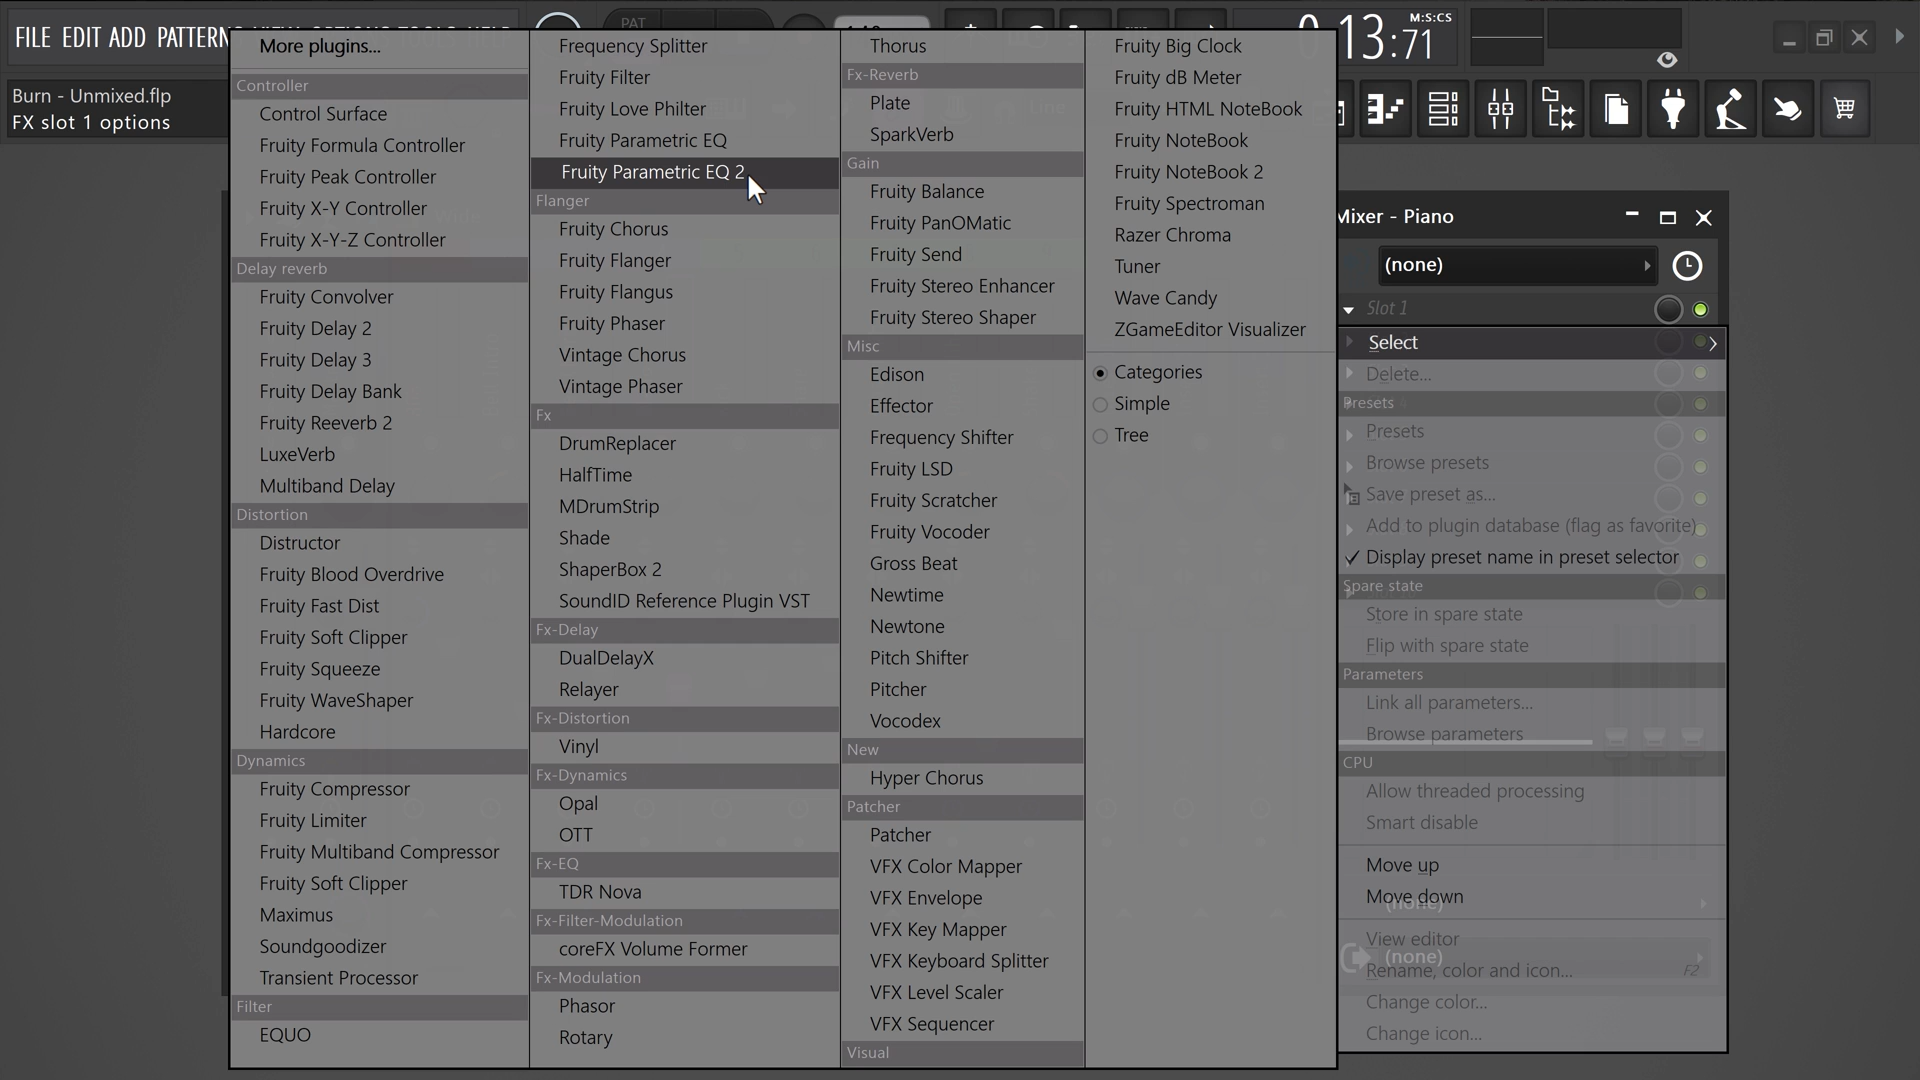 FILE EDIT ADD PATTERN
PAT
M:S:CS
0:13:71
Burn - Unmixed.flp
FX slot 1 options
More plugins...
Controller
Control Surface
Fruity Formula Controller
Fruity Peak Controller
Fruity X-Y Controller
Fruity X-Y-Z Controller
Delay reverb
Fruity Convolver
Fruity Delay 2
Fruity Delay 3
Fruity Delay Bank
Fruity Reeverb 2
LuxeVerb
Multiband Delay
Distortion
Distructor
Fruity Blood Overdrive
Fruity Fast Dist
Fruity Soft Clipper
Fruity Squeeze
Fruity WaveShaper
Hardcore
Dynamics
Fruity Compressor
Fruity Limiter
Fruity Multiband Compressor
Fruity Soft Clipper
Maximus
Soundgoodizer
Transient Processor
Filter
EQUO
Frequency Splitter
Fruity Filter
Fruity Love Philter
Fruity Parametric EQ
Fruity Parametric EQ 2
Flanger
Fruity Chorus
Fruity Flanger
Fruity Flangus
Fruity Phaser
Vintage Chorus
Vintage Phaser
Fx
DrumReplacer
HalfTime
MDrumStrip
Shade
ShaperBox 2
SoundID Reference Plugin VST
Fx-Delay
DualDelayX
Relayer
Fx-Distortion
Vinyl
Fx-Dynamics
Opal
OTT
Fx-EQ
TDR Nova
Fx-Filter-Modulation
coreFX Volume Former
Fx-Modulation
Phasor
Rotary
Thorus
Fx-Reverb
Plate
SparkVerb
Gain
Fruity Balance
Fruity PanOMatic
Fruity Send
Fruity Stereo Enhancer
Fruity Stereo Shaper
Misc
Edison
Effector
Frequency Shifter
Fruity LSD
Fruity Scratcher
Fruity Vocoder
Gross Beat
Newtime
Newtone
Pitch Shifter
Pitcher
Vocodex
New
Hyper Chorus
Patcher
Patcher
VFX Color Mapper
VFX Envelope
VFX Key Mapper
VFX Keyboard Splitter
VFX Level Scaler
VFX Sequencer
Visual
Fruity Big Clock
Fruity dB Meter
Fruity HTML NoteBook
Fruity NoteBook
Fruity NoteBook 2
Fruity Spectroman
Razer Chroma
Tuner
Wave Candy
ZGameEditor Visualizer
Categories
Simple
Tree
Mixer - Piano
(none)
Slot 1
Select
Delete...
Presets
Presets
Browse presets
Save preset as...
Add to plugin database (flag as favorite)
Display preset name in preset selector
Spare state
Store in spare state
Flip with spare state
Parameters
Link all parameters...
Browse parameters
CPU
Allow threaded processing
Smart disable
Move up
Move down
(none)
View editor
(none)
Rename, color and icon... F2
Change color...
Change icon...